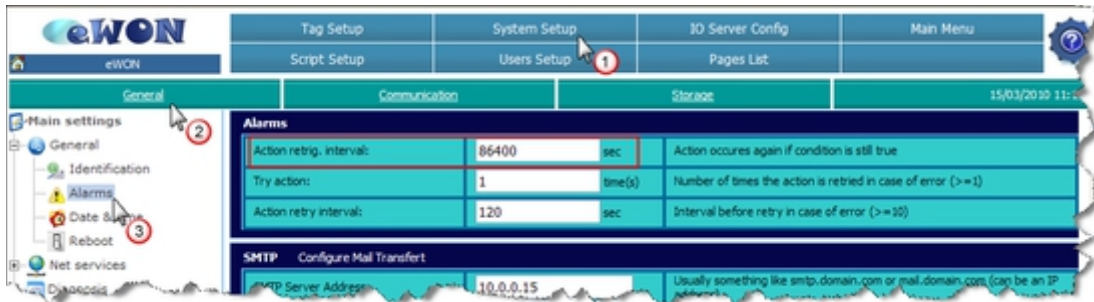 eWON
Tag Setup
System Setup
IO Server Config
Main Menu
eWON
Script Setup
Users Setup
Pages List
1
General
Communication
Storage
15/03/2010 11:
2
Main settings
General
Identification
Alarms
Date &
3
Reboot
Net services
Diagnosis
Alarms
Action retrig. interval:
86400
sec
Action occures again if condition is still true
Try action:
1
time(s)
Number of times the action is retried in case of error (>=1)
Action retry interval:
120
sec
Interval before retry in case of error (>=10)
SMTP Configure Mail Transfert
SMTP Server Address
10.0.0.15
Usually something like smtp.domain.com or mail.domain.com (can be an IP